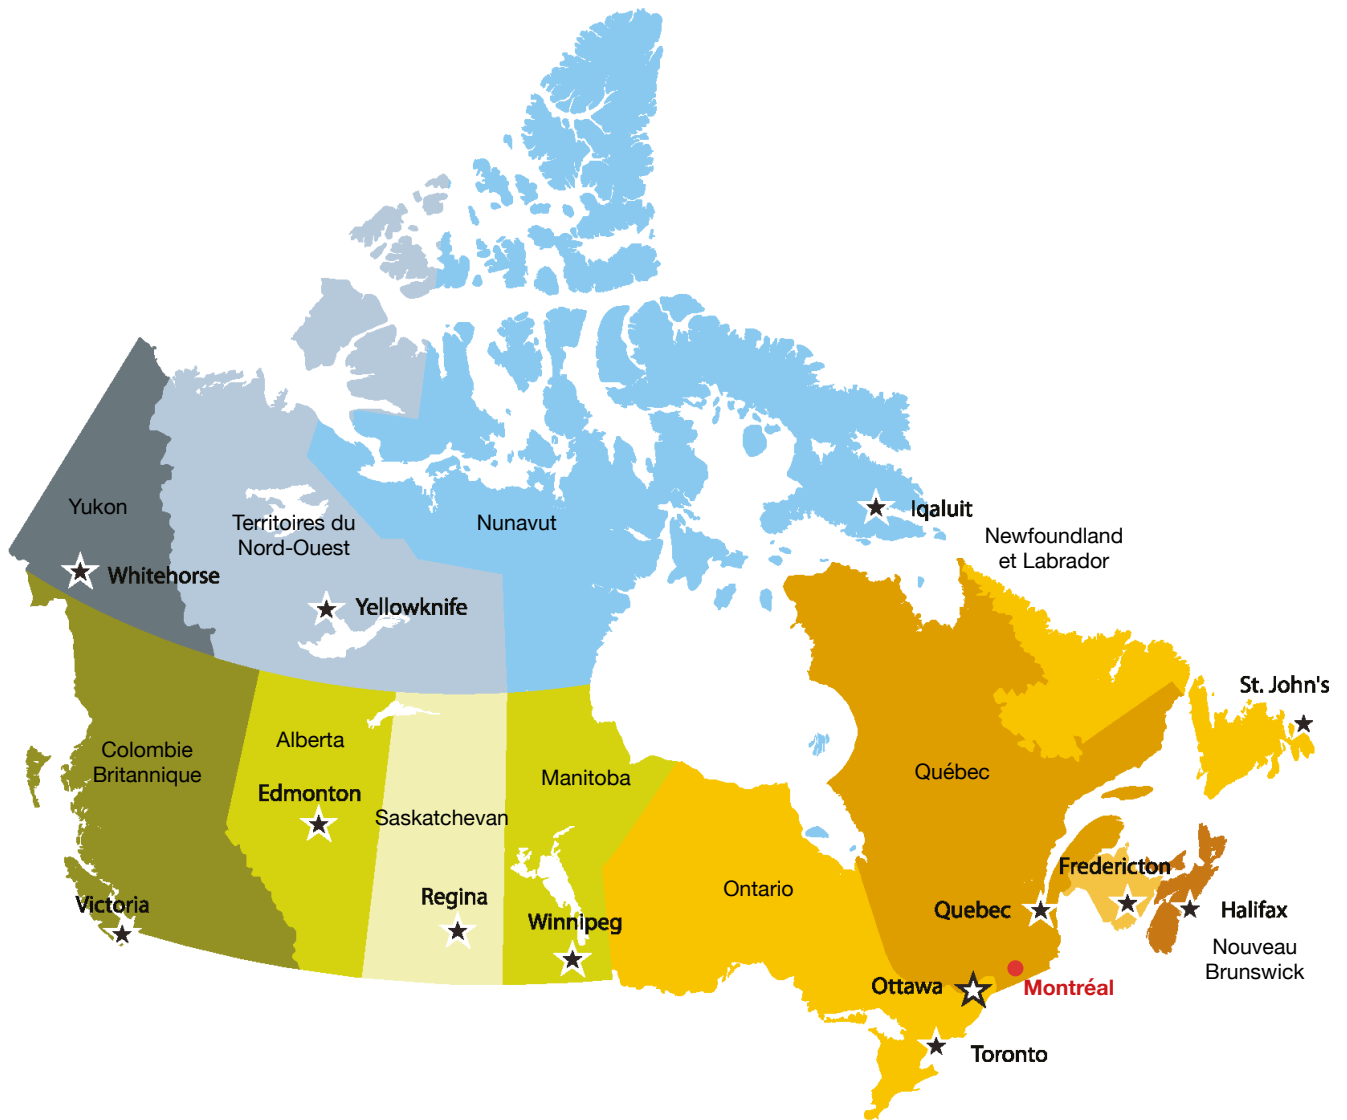 Yukon
Whitehorse
Territoires du
Nord-Ouest
Yellowknife
Nunavut
Iqaluit
Newfoundland
et Labrador
St. John's
Colombie
Britannique
Victoria
Alberta
Edmonton
Saskatchevan
Regina
Manitoba
Winnipeg
Ontario
Québec
Quebec
Fredericton
Halifax
Nouveau
Brunswick
Ottawa
Montréal
Toronto